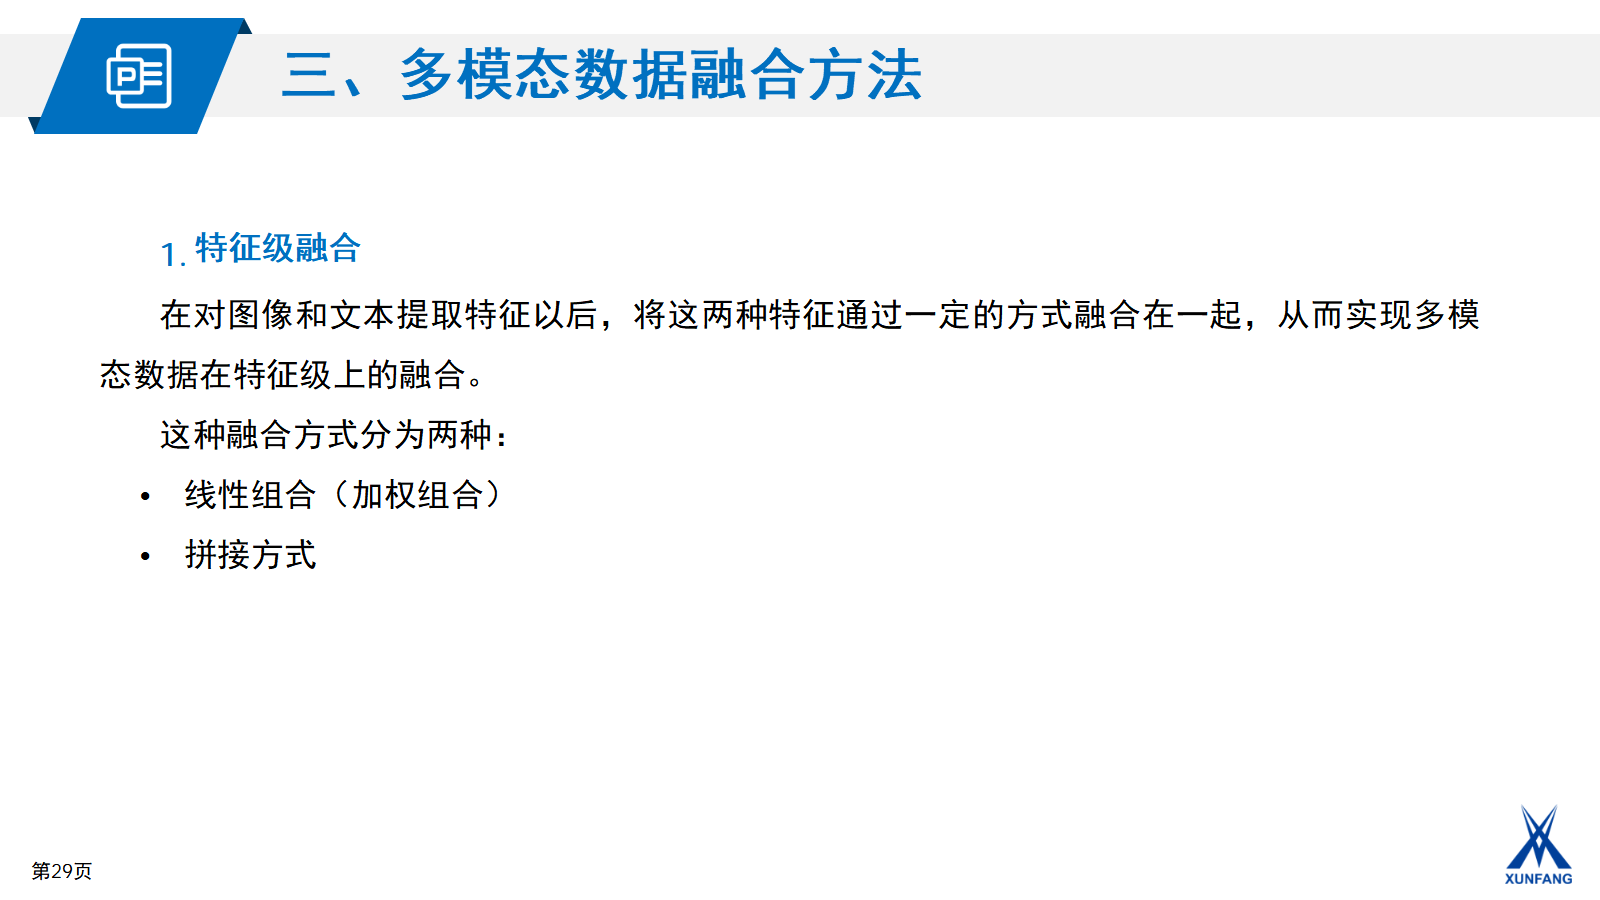 三、多模态数据融合方法
1. 特征级融合
在对图像和文本提取特征以后，将这两种特征通过一定的方式融合在一起，从而实现多模
态数据在特征级上的融合。
这种融合方式分为两种：
• 线性组合（加权组合）
• 拼接方式
第29页
XUNFANG